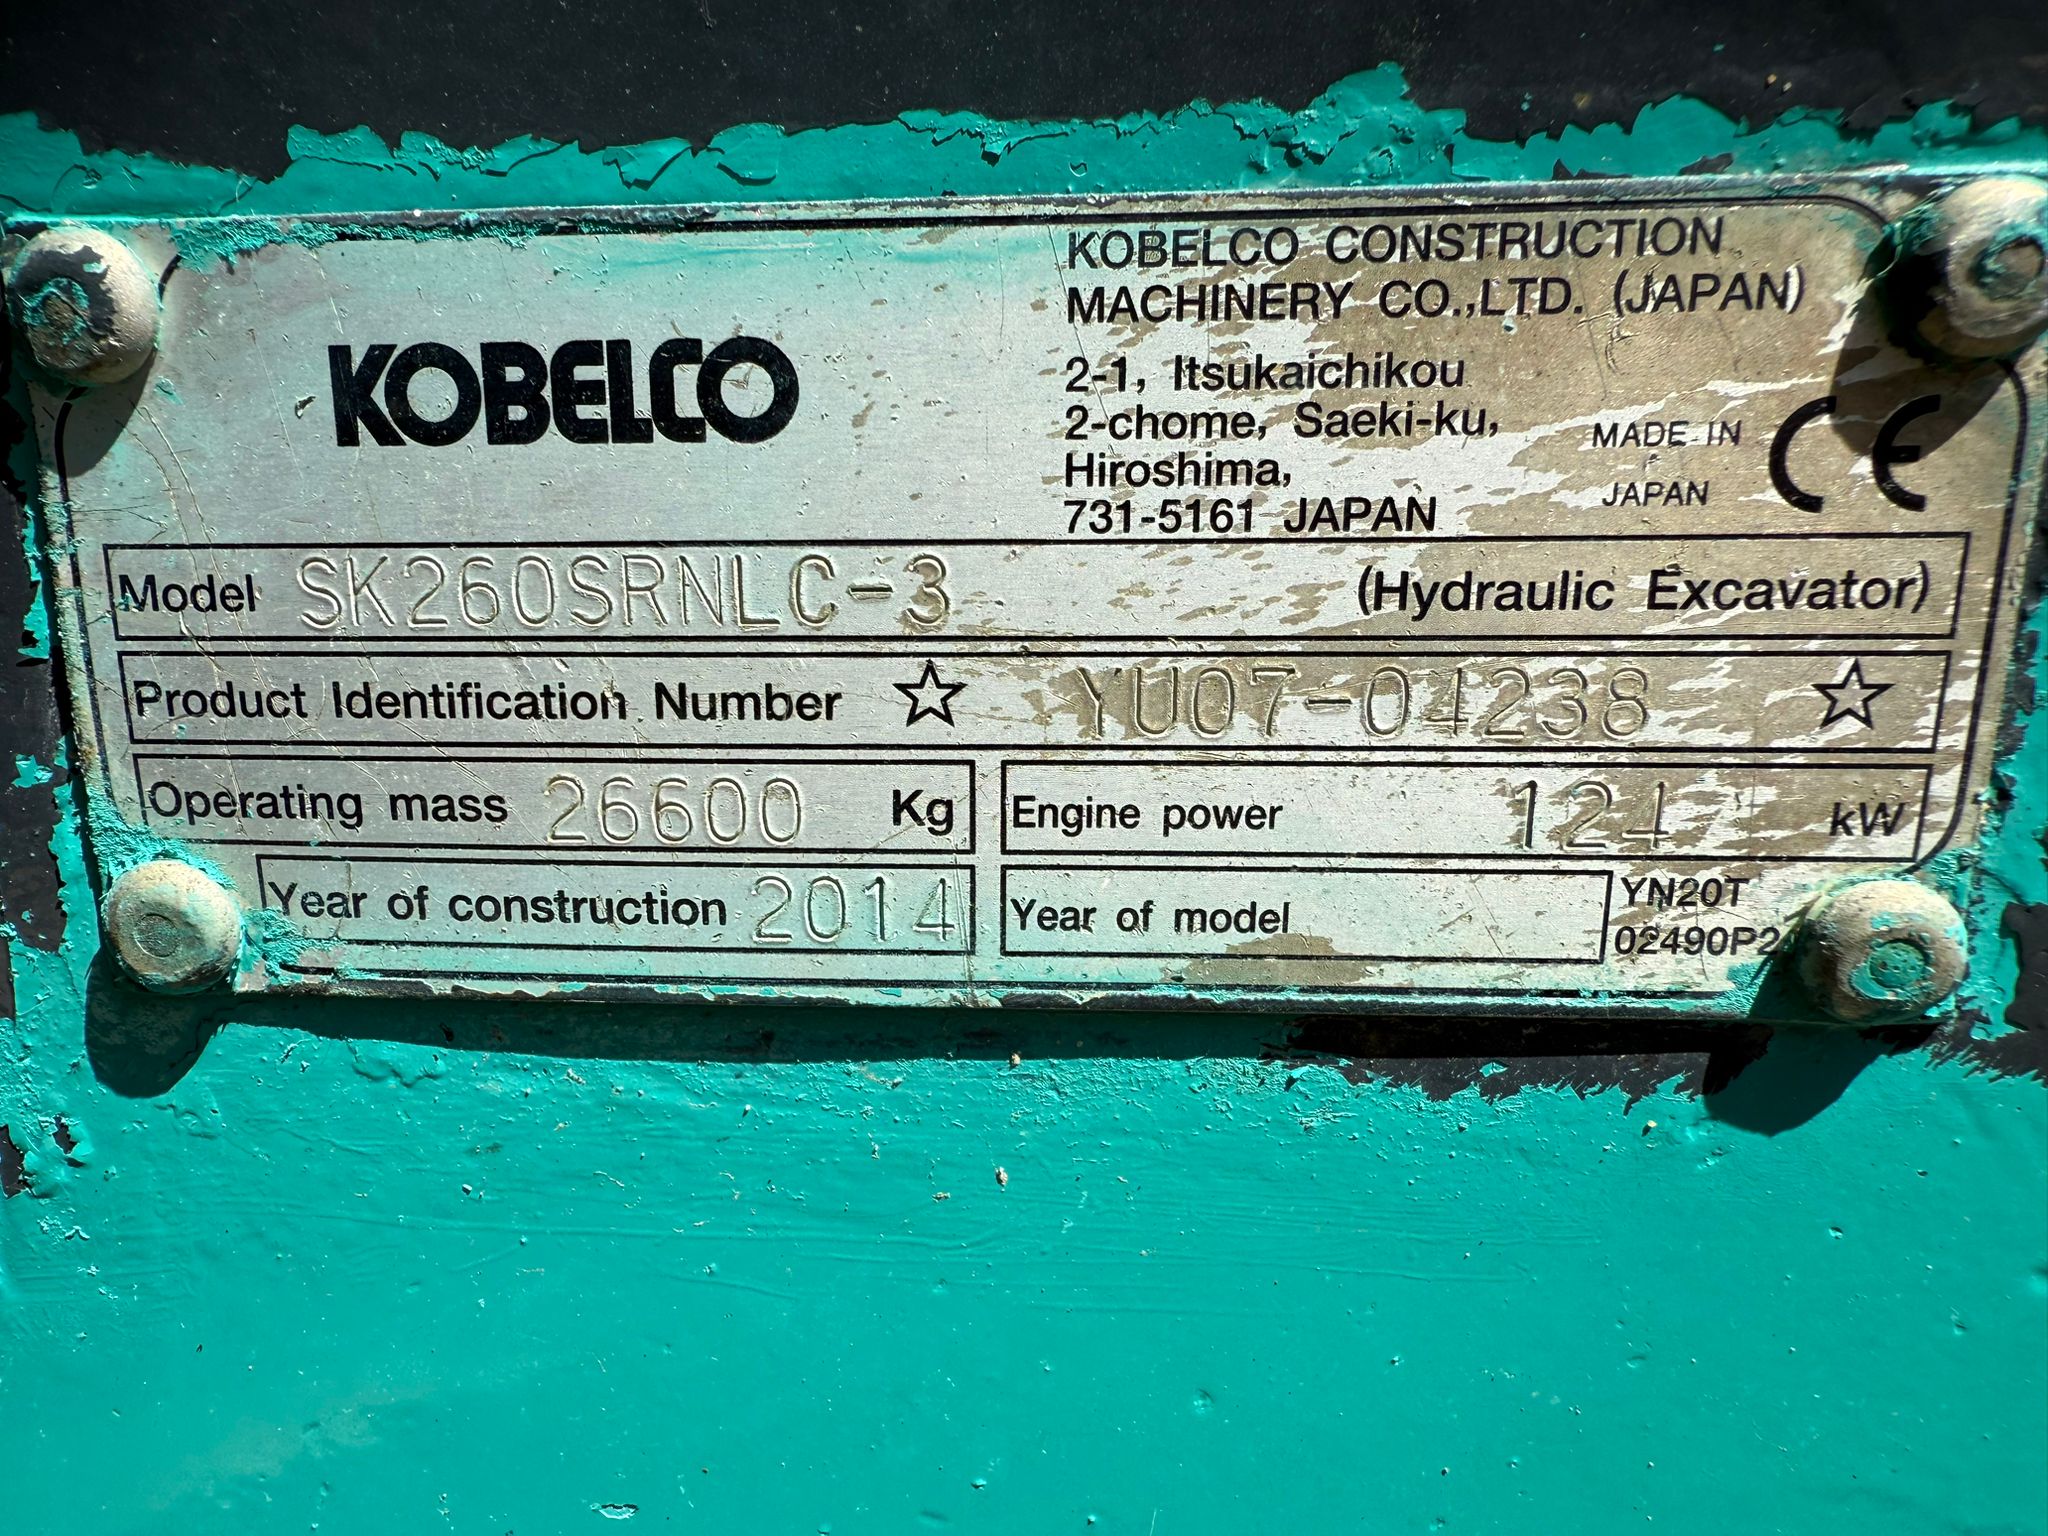 KOBELCO
KOBELCO CONSTRUCTION
MACHINERY CO.,LTD. (JAPAN)
2-1, Itsukaichikou
2-chome, Saeki-ku,
Hiroshima,
731-5161 JAPAN
MADE IN
JAPAN
CE
Model SK260SRNLC-3 (Hydraulic Excavator)
Product Identification Number ☆ YU07-04238 ☆
Operating mass 26600 Kg
Engine power 124 kW
Year of construction 2014
Year of model
YN20T
02490P2